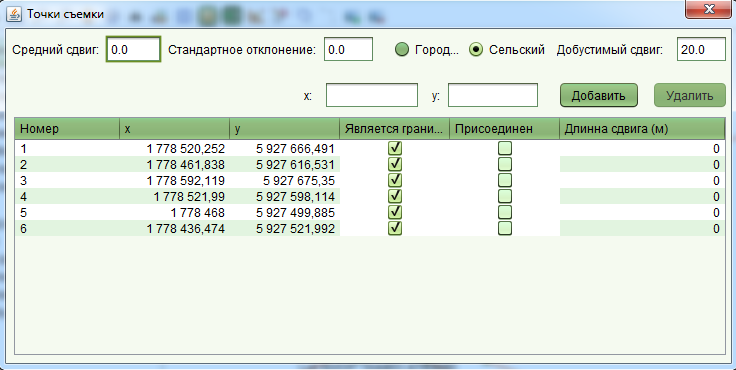 Точки съемки
Средний сдвиг: 0.0 Стандартное отклонение: 0.0 Город... Сельский Добустимый сдвиг: 20.0
x: y: Добавить Удалить
Номер x y Является грани... Присоединен Длинна сдвига (м)
1 1 778 520,252 5 927 666,491 0
2 1 778 461,838 5 927 616,531 0
3 1 778 592,119 5 927 675,35 0
4 1 778 521,99 5 927 598,114 0
5 1 778 468 5 927 499,885 0
6 1 778 436,474 5 927 521,992 0